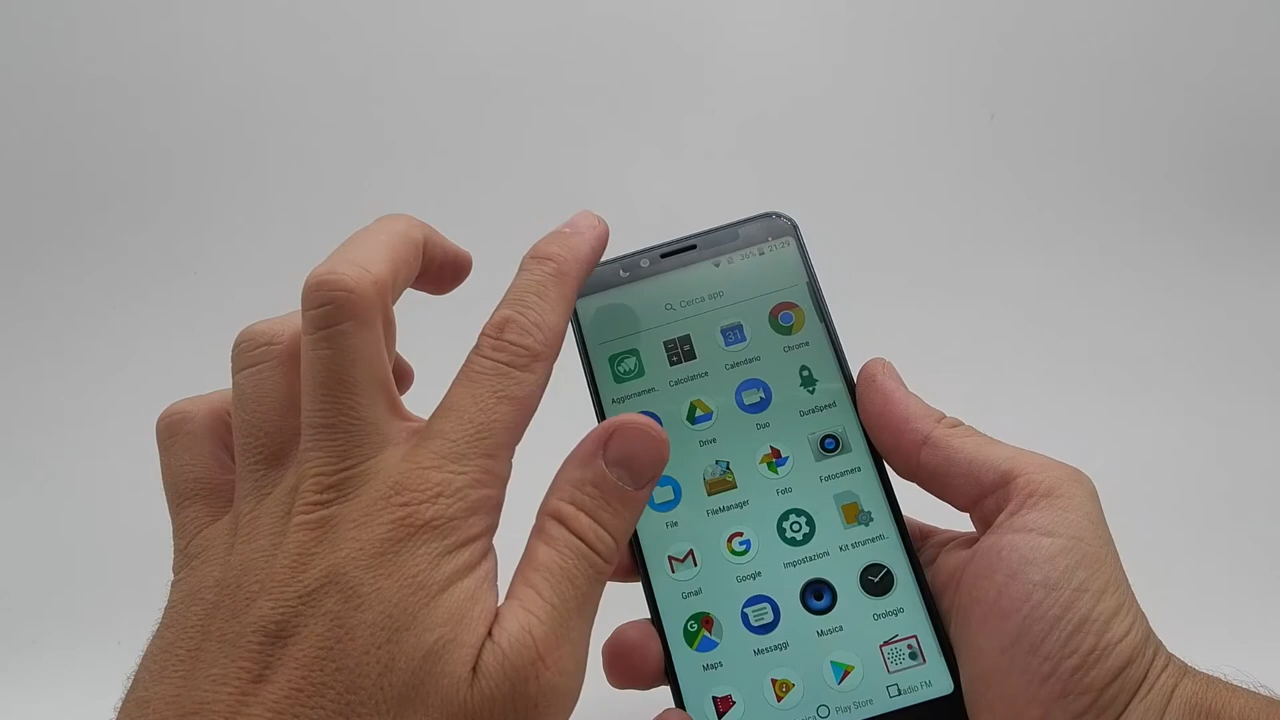 36% 21:29
Cerca app
Aggiornamen.. Calcolatrice Calendario Chrome
31
Drive Duo DuraSpeed
File FileManager Foto Fotocamera
Gmail Google Impostazioni Kit strumenti..
Maps Messaggi Musica Orologio
Play Store Radio FM